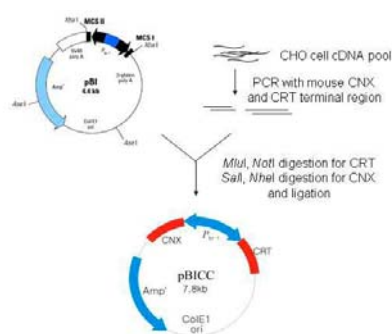 MCS II
MCS I
pBI
4.4 kb
Amp^r
ColE1
ori
AseI
CHO cell cDNA pool
PCR with mouse CNX
and CRT terminal region
MluI, NotI digestion for CRT
SalI, NheI digestion for CNX
and ligation
CNX
CRT
pBICC
7.8kb
Amp^r
ColE1
ori